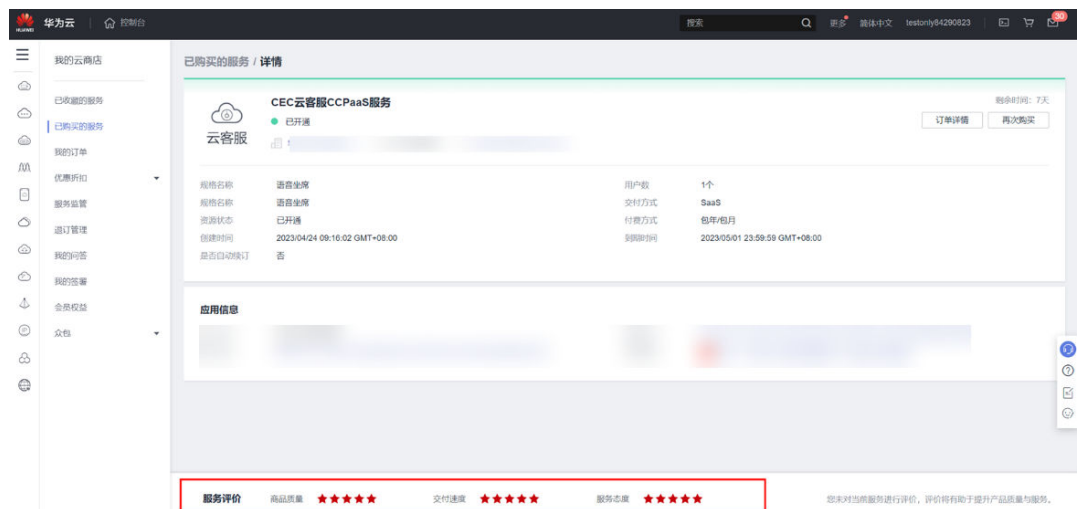 HUAWEI 华为云 控制台 搜索 更多 简体中文 testonly84290823 30
我的云商店
已收藏的服务
已购买的服务
我的订单
优惠折扣
服务监管
退订管理
我的问答
我的签署
会员权益
众包
已购买的服务 / 详情
云客服
CEC云客服CCPaaS服务
已开通
剩余时间：7天
订单详情 再次购买
规格名称 语音坐席 用户数 1个
规格名称 语音坐席 交付方式 SaaS
资源状态 已开通 付费方式 包年/包月
创建时间 2023/04/24 09:16:02 GMT+08:00 到期时间 2023/05/01 23:59:59 GMT+08:00
是否自动续订 否
应用信息
服务评价 商品质量 ★★★★★ 交付速度 ★★★★★ 服务态度 ★★★★★ 您未对当前服务进行评价，评价将有助于提升产品质量与服务。